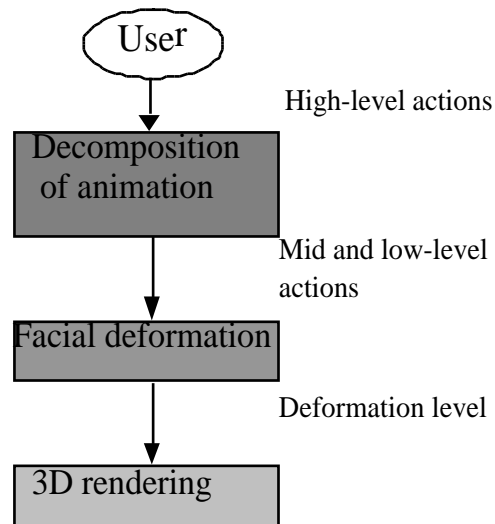 User
High-level actions
Decomposition
of animation
Mid and low-level
actions
Facial deformation
Deformation level
3D rendering